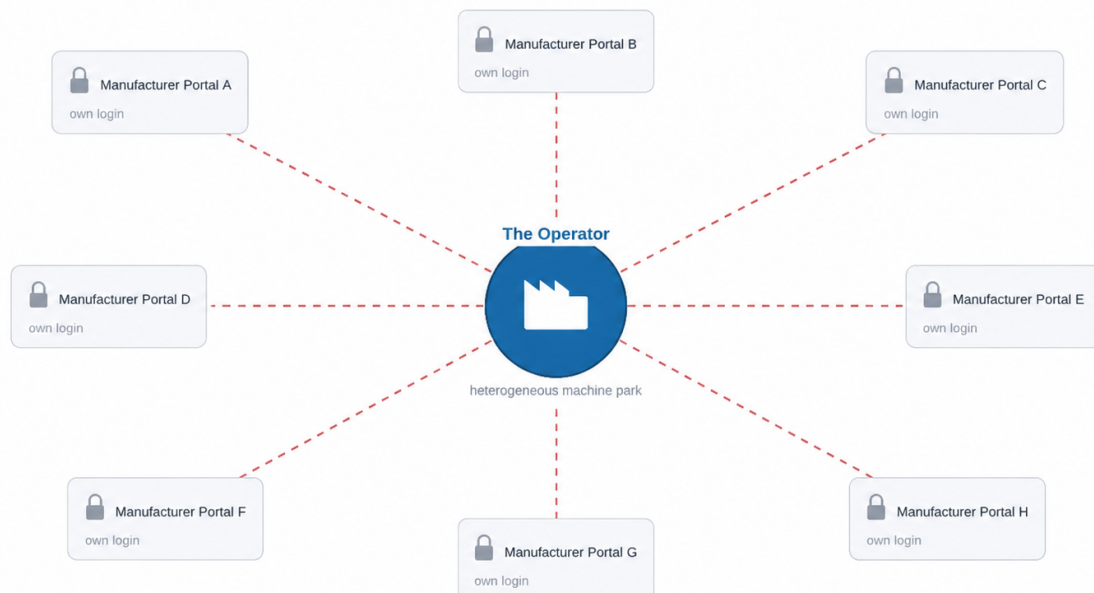 Manufacturer Portal B
own login
Manufacturer Portal A
own login
Manufacturer Portal C
own login
The Operator
Manufacturer Portal D
own login
Manufacturer Portal E
own login
heterogeneous machine park
Manufacturer Portal F
own login
Manufacturer Portal H
own login
Manufacturer Portal G
own login